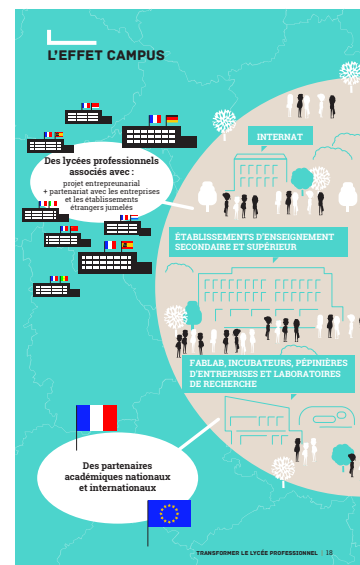 L'EFFET CAMPUS
INTERNAT
Des lycées professionnels
associés avec :
projet entrepreunarial
+ partenariat avec les entreprises
et les établissements
étrangers jumelés
ÉTABLISSEMENTS D'ENSEIGNEMENT
SECONDAIRE ET SUPÉRIEUR
FABLAB, INCUBATEURS, PÉPINIÈRES
D'ENTREPRISES ET LABORATOIRES
DE RECHERCHE
Des partenaires
académiques nationaux
et internationaux
TRANSFORMER LE LYCÉE PROFESSIONNEL | 18